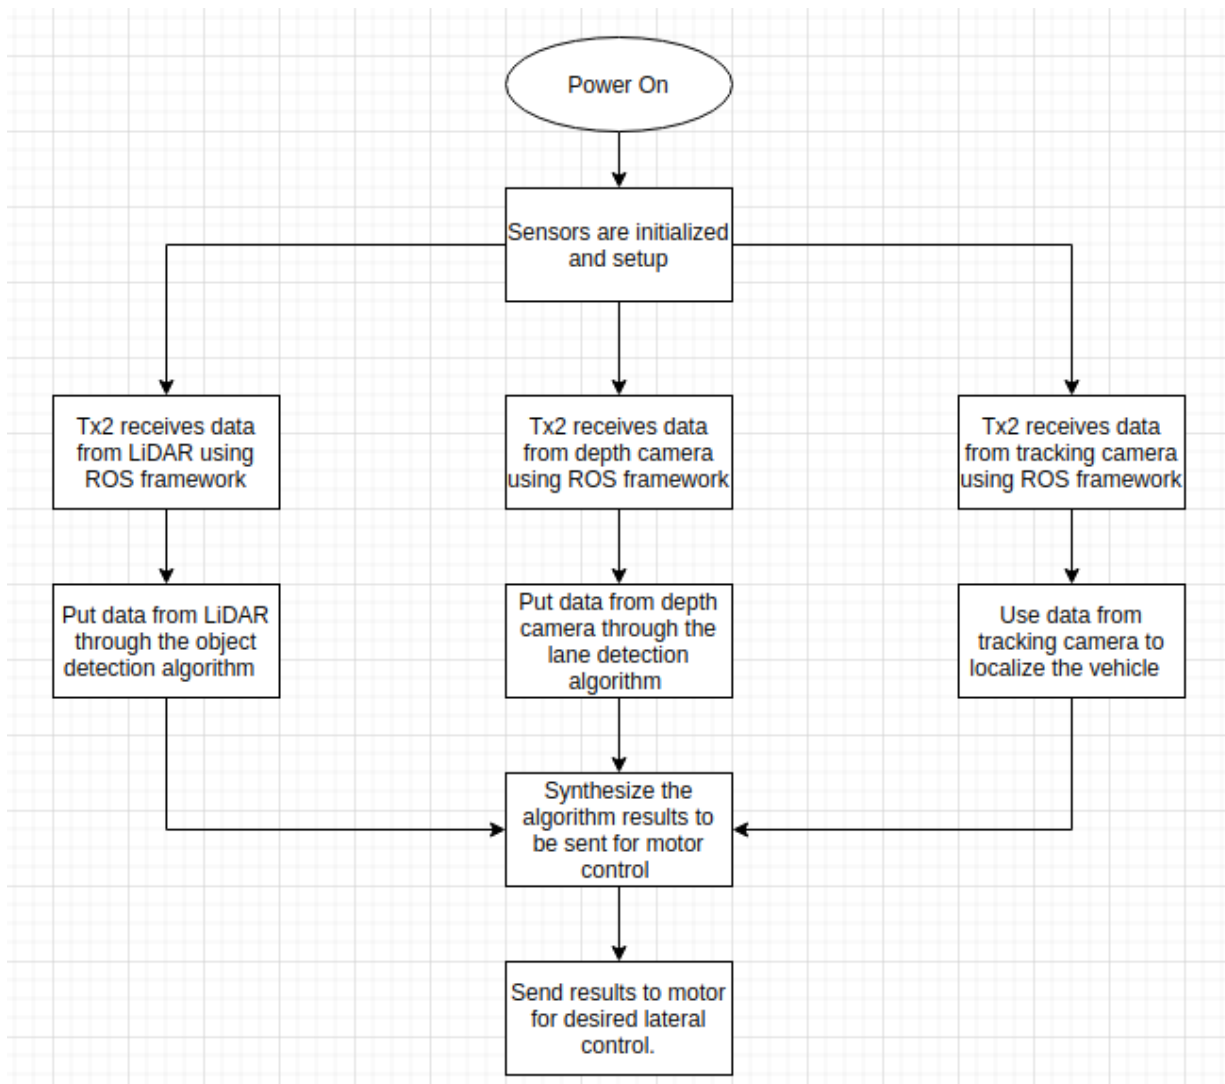 Power On
Sensors are initialized
and setup
Tx2 receives data
from LiDAR using
ROS framework
Tx2 receives data
from depth camera
using ROS framework
Tx2 receives data
from tracking camera
using ROS framework
Put data from LiDAR
through the object
detection algorithm
Put data from depth
camera through the
lane detection
algorithm
Use data from
tracking camera to
localize the vehicle
Synthesize the
algorithm results to
be sent for motor
control
Send results to motor
for desired lateral
control.